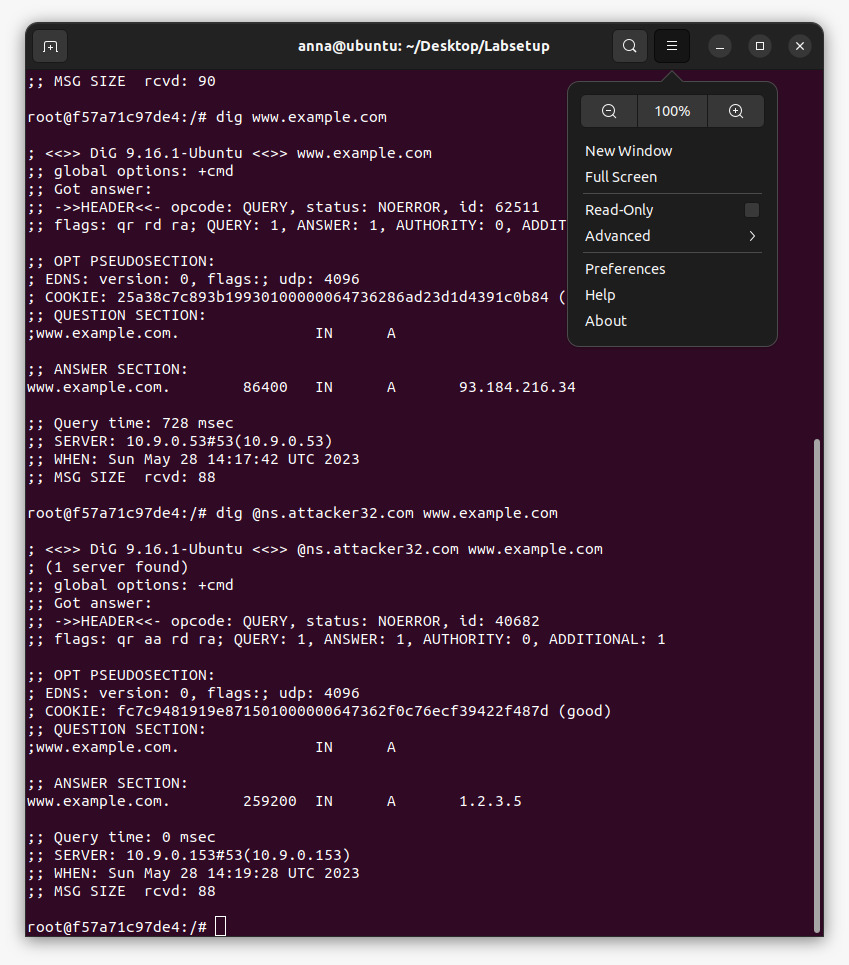 anna@ubuntu: ~/Desktop/Labsetup
;; MSG SIZE  rcvd: 90
root@f57a71c97de4:/# dig www.example.com
; <<>> DiG 9.16.1-Ubuntu <<>> www.example.com
;; global options: +cmd
;; Got answer:
;; ->>HEADER<<- opcode: QUERY, status: NOERROR, id: 62511
;; flags: qr rd ra; QUERY: 1, ANSWER: 1, AUTHORITY: 0, ADDIT
;; OPT PSEUDOSECTION:
; EDNS: version: 0, flags:; udp: 4096
; COOKIE: 25a38c7c893b19930100000064736286ad23d1d4391c0b84 (
;; QUESTION SECTION:
;www.example.com.               IN      A
;; ANSWER SECTION:
www.example.com.        86400   IN      A       93.184.216.34
;; Query time: 728 msec
;; SERVER: 10.9.0.53#53(10.9.0.53)
;; WHEN: Sun May 28 14:17:42 UTC 2023
;; MSG SIZE  rcvd: 88
root@f57a71c97de4:/# dig @ns.attacker32.com www.example.com
; <<>> DiG 9.16.1-Ubuntu <<>> @ns.attacker32.com www.example.com
; (1 server found)
;; global options: +cmd
;; Got answer:
;; ->>HEADER<<- opcode: QUERY, status: NOERROR, id: 40682
;; flags: qr aa rd ra; QUERY: 1, ANSWER: 1, AUTHORITY: 0, ADDITIONAL: 1
;; OPT PSEUDOSECTION:
; EDNS: version: 0, flags:; udp: 4096
; COOKIE: fc7c9481919e871501000000647362f0c76ecf39422f487d (good)
;; QUESTION SECTION:
;www.example.com.               IN      A
;; ANSWER SECTION:
www.example.com.        259200  IN      A       1.2.3.5
;; Query time: 0 msec
;; SERVER: 10.9.0.153#53(10.9.0.153)
;; WHEN: Sun May 28 14:19:28 UTC 2023
;; MSG SIZE  rcvd: 88
root@f57a71c97de4:/#
100%
New Window
Full Screen
Read-Only
Advanced
Preferences
Help
About